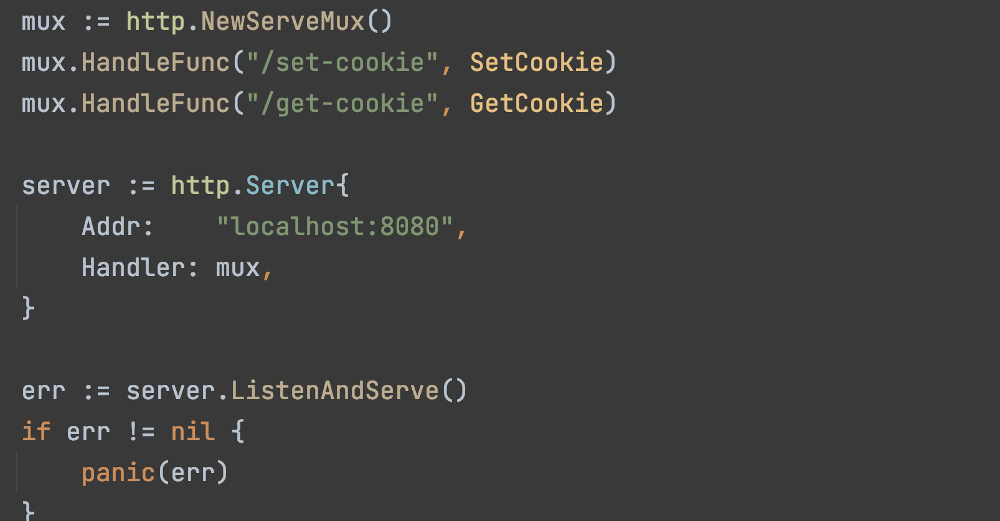 mux := http.NewServeMux()
mux.HandleFunc("/set-cookie", SetCookie)
mux.HandleFunc("/get-cookie", GetCookie)

server := http.Server{
    Addr:    "localhost:8080",
    Handler: mux,
}

err := server.ListenAndServe()
if err != nil {
    panic(err)
}